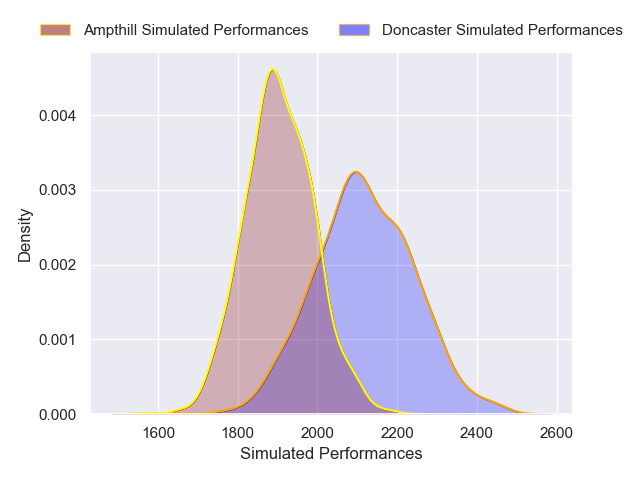 Ampthill Simulated Performances Doncaster Simulated Performances
Density
0.004
0.003
0.002
0.001
0.000
1600 1800 2000 2200 2400 2600
Simulated Performances